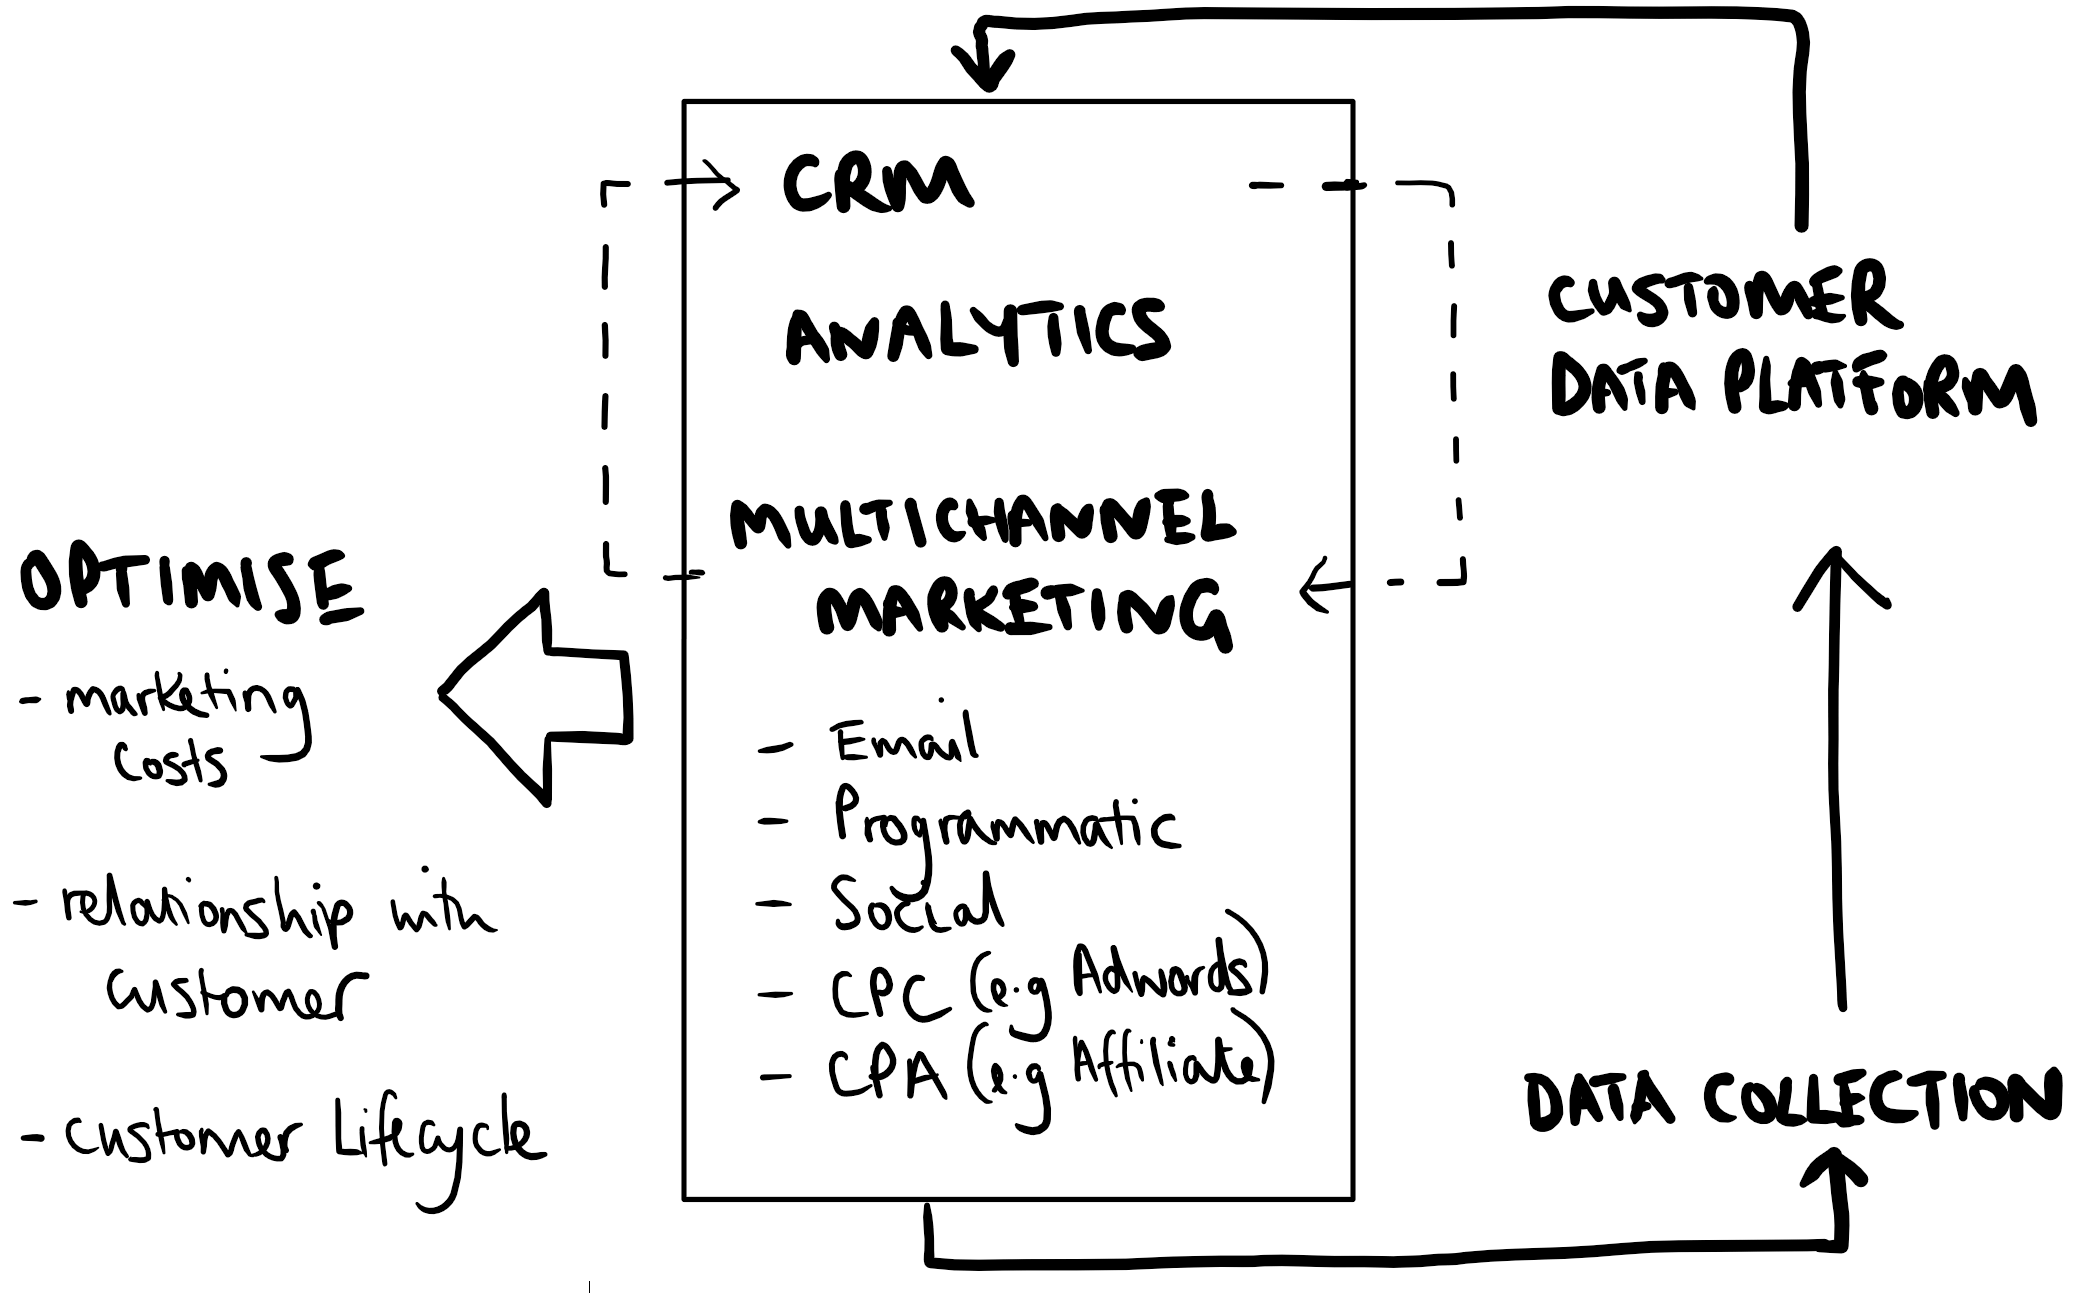 CRM
ANALYTICS
MULTICHANNEL
MARKETING
- Email
- Programmatic
- Social
- CPC (e.g Adwords)
- CPA (e.g Affiliate)
CUSTOMER
DATA PLATFORM
DATA COLLECTION
OPTIMISE
- marketing
costs
- relationship with
customer
- customer Lifecycle